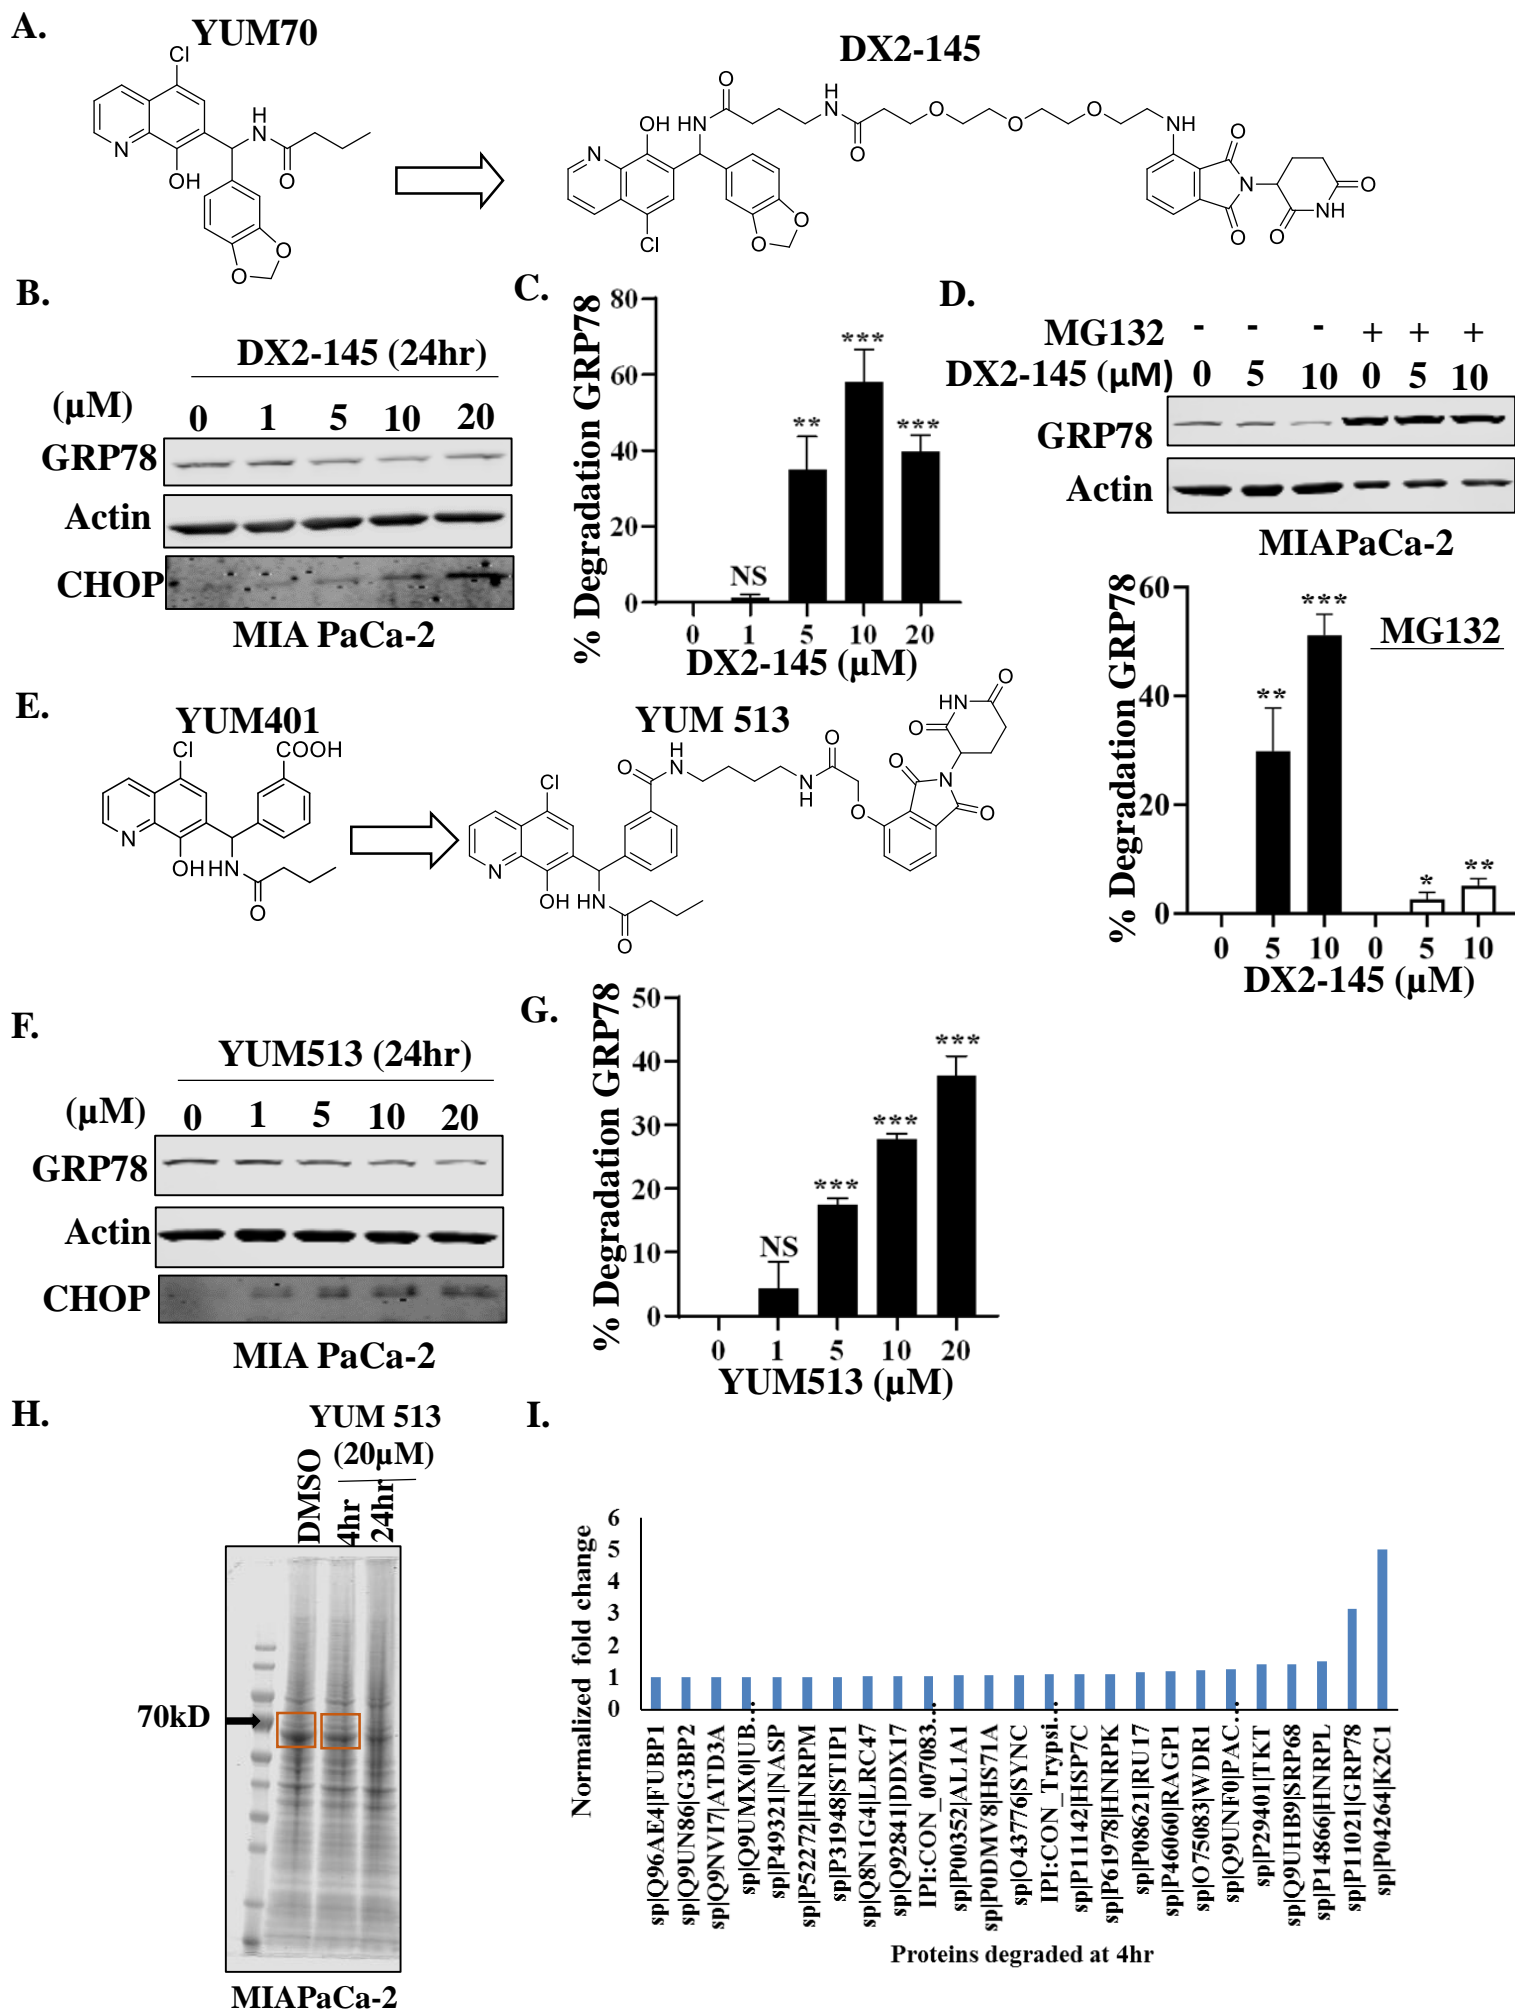 A.
YUM70
DX2-145
Cl
N
OH
H
N
O
O
O
O
H
N
OH HN
O
O
O
O
NH
N
Cl
O
O
O
O
N
O
O
NH
O
B.
DX2-145 (24hr)
(µM)
0 1 5 10 20
GRP78
Actin
CHOP
MIA PaCa-2
C.
% Degradation GRP78
80
60
40
20
0
NS
**
***
***
0 1 5 10 20
DX2-145 (µM)
D.
MG132 - - - + + +
DX2-145 (µM) 0 5 10 0 5 10
GRP78
Actin
MIAPaCa-2
% Degradation GRP78
60
40
20
0
**
***
MG132
*
**
0 5 10 0 5 10
DX2-145 (µM)
E.
YUM401
YUM 513
Cl
COOH
N
OH HN
O
Cl
N
OH HN
O
O
H
N
N
H
O
O
O
N
O
HN
O
O
F.
YUM513 (24hr)
(µM)
0 1 5 10 20
GRP78
Actin
CHOP
MIA PaCa-2
G.
% Degradation GRP78
50
40
30
20
10
0
NS
***
***
***
0 1 5 10 20
YUM513 (µM)
H.
YUM 513
(20µM)
DMSO
4hr
24hr
70kD
MIAPaCa-2
I.
Normalized fold change
6
5
4
3
2
1
0
sp|Q96AE4|FUBP1
sp|Q9UN86|G3BP2
sp|Q9NVI7|ATD3A
sp|Q9UMX0|UB...
sp|P49321|NASP
sp|P52272|HNRPM
sp|P31948|STIP1
sp|Q8N1G4|LRC47
sp|Q92841|DDX17
IPI:CON_007083...
sp|P00352|AL1A1
sp|P0DMV8|HS71A
sp|O43776|SYNC
IPI:CON_Trypsi...
sp|P11142|HSP7C
sp|P61978|HNRPK
sp|P08621|RU17
sp|P46060|RAGP1
sp|O75083|WDR1
sp|Q9UNF0|PAC...
sp|P29401|TKT
sp|Q9UHB9|SRP68
sp|P14866|HNRPL
sp|P11021|GRP78
sp|P04264|K2C1
Proteins degraded at 4hr